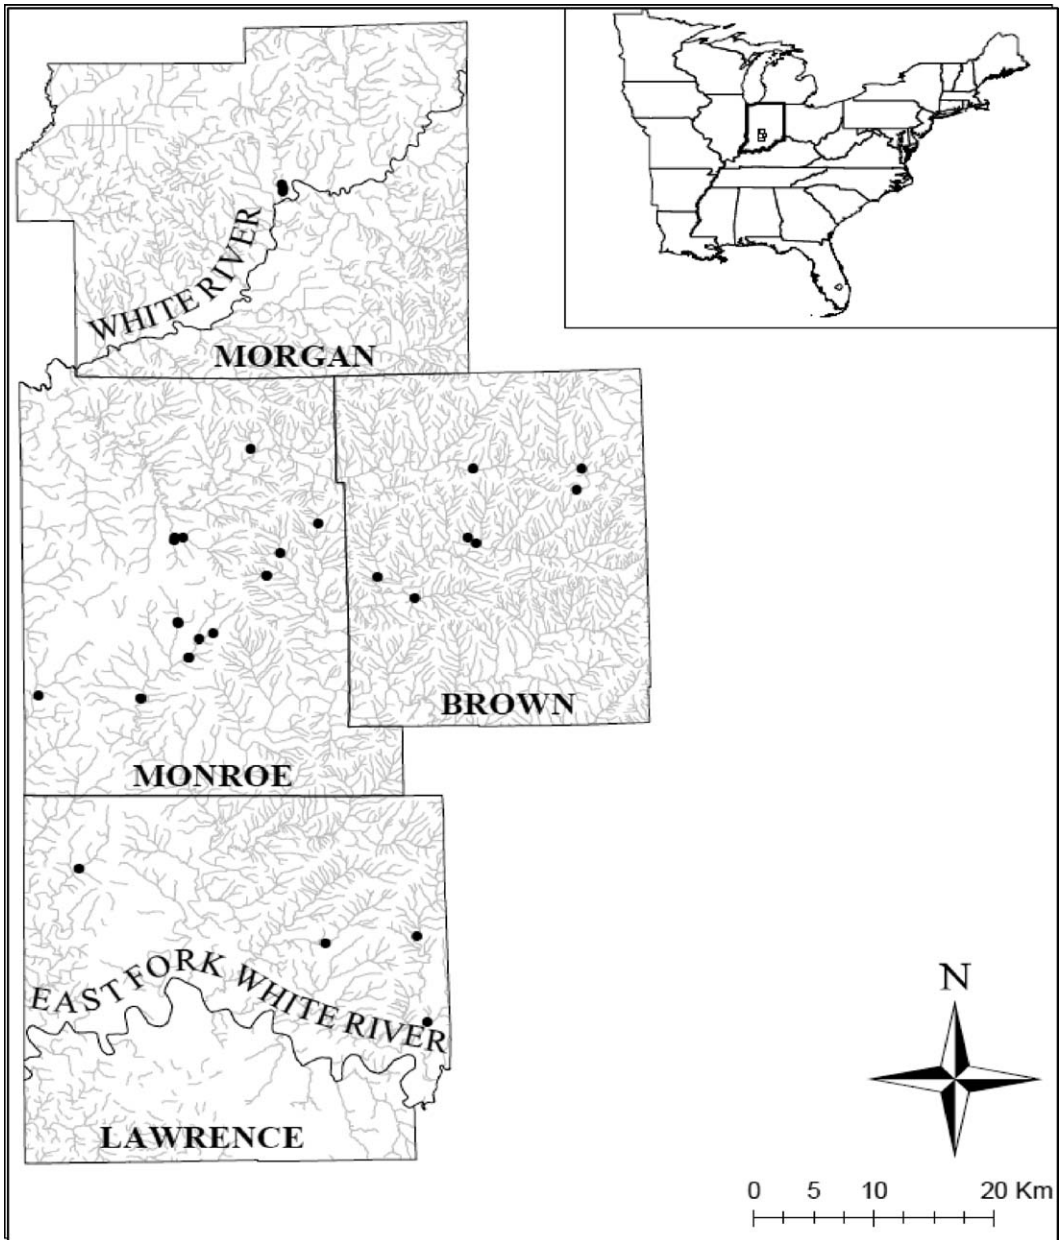 WHITE RIVER
MORGAN
BROWN
MONROE
EAST FORK WHITE RIVER
LAWRENCE
N
0 5 10 20 Km